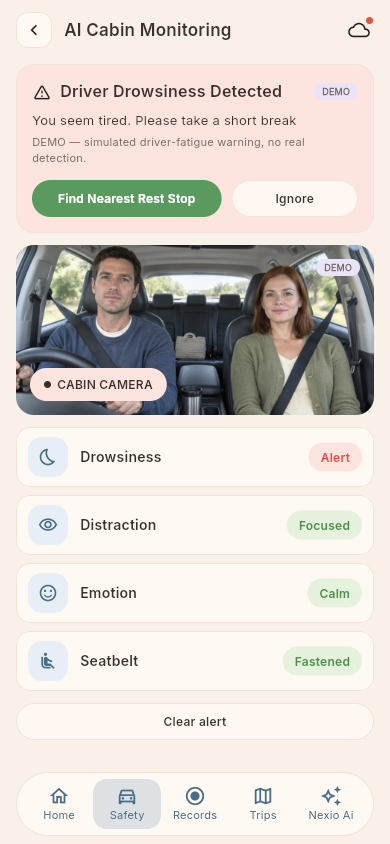 AI Cabin Monitoring
Driver Drowsiness Detected
DEMO
You seem tired. Please take a short break
DEMO — simulated driver-fatigue warning, no real
detection.
Find Nearest Rest Stop
Ignore
DEMO
CABIN CAMERA
Drowsiness
Alert
Distraction
Focused
Emotion
Calm
Seatbelt
Fastened
Clear alert
Home
Safety
Records
Trips
Nexio Ai